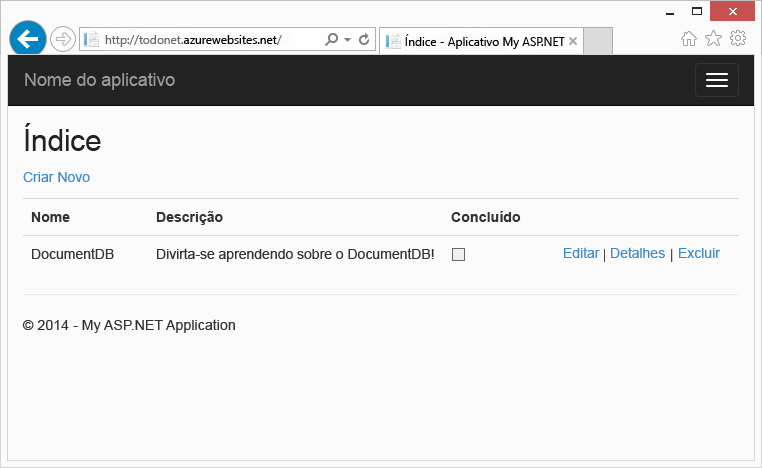 http://todonet.azurewebsites.net/
Índice - Aplicativo My ASP.NET
Nome do aplicativo
Índice
Criar Novo
Nome Descrição Concluído
DocumentDB Divirta-se aprendendo sobre o DocumentDB! Editar | Detalhes | Excluir
© 2014 - My ASP.NET Application